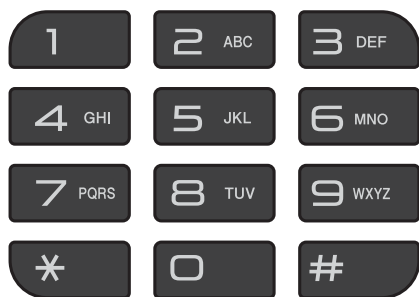 1 2 ABC 3 DEF
4 GHI 5 JKL 6 MNO
7 PQRS 8 TUV 9 WXYZ
* 0 #